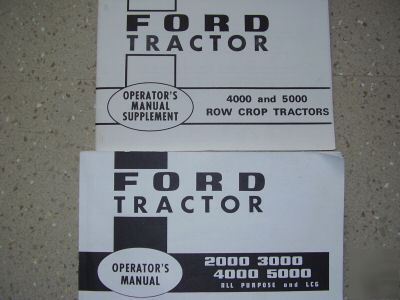 FORD
TRACTOR
OPERATOR'S
MANUAL
SUPPLEMENT
4000 and 5000
ROW CROP TRACTORS
FORD
TRACTOR
OPERATOR'S
MANUAL
2000 3000
4000 5000
ALL PURPOSE and LCG